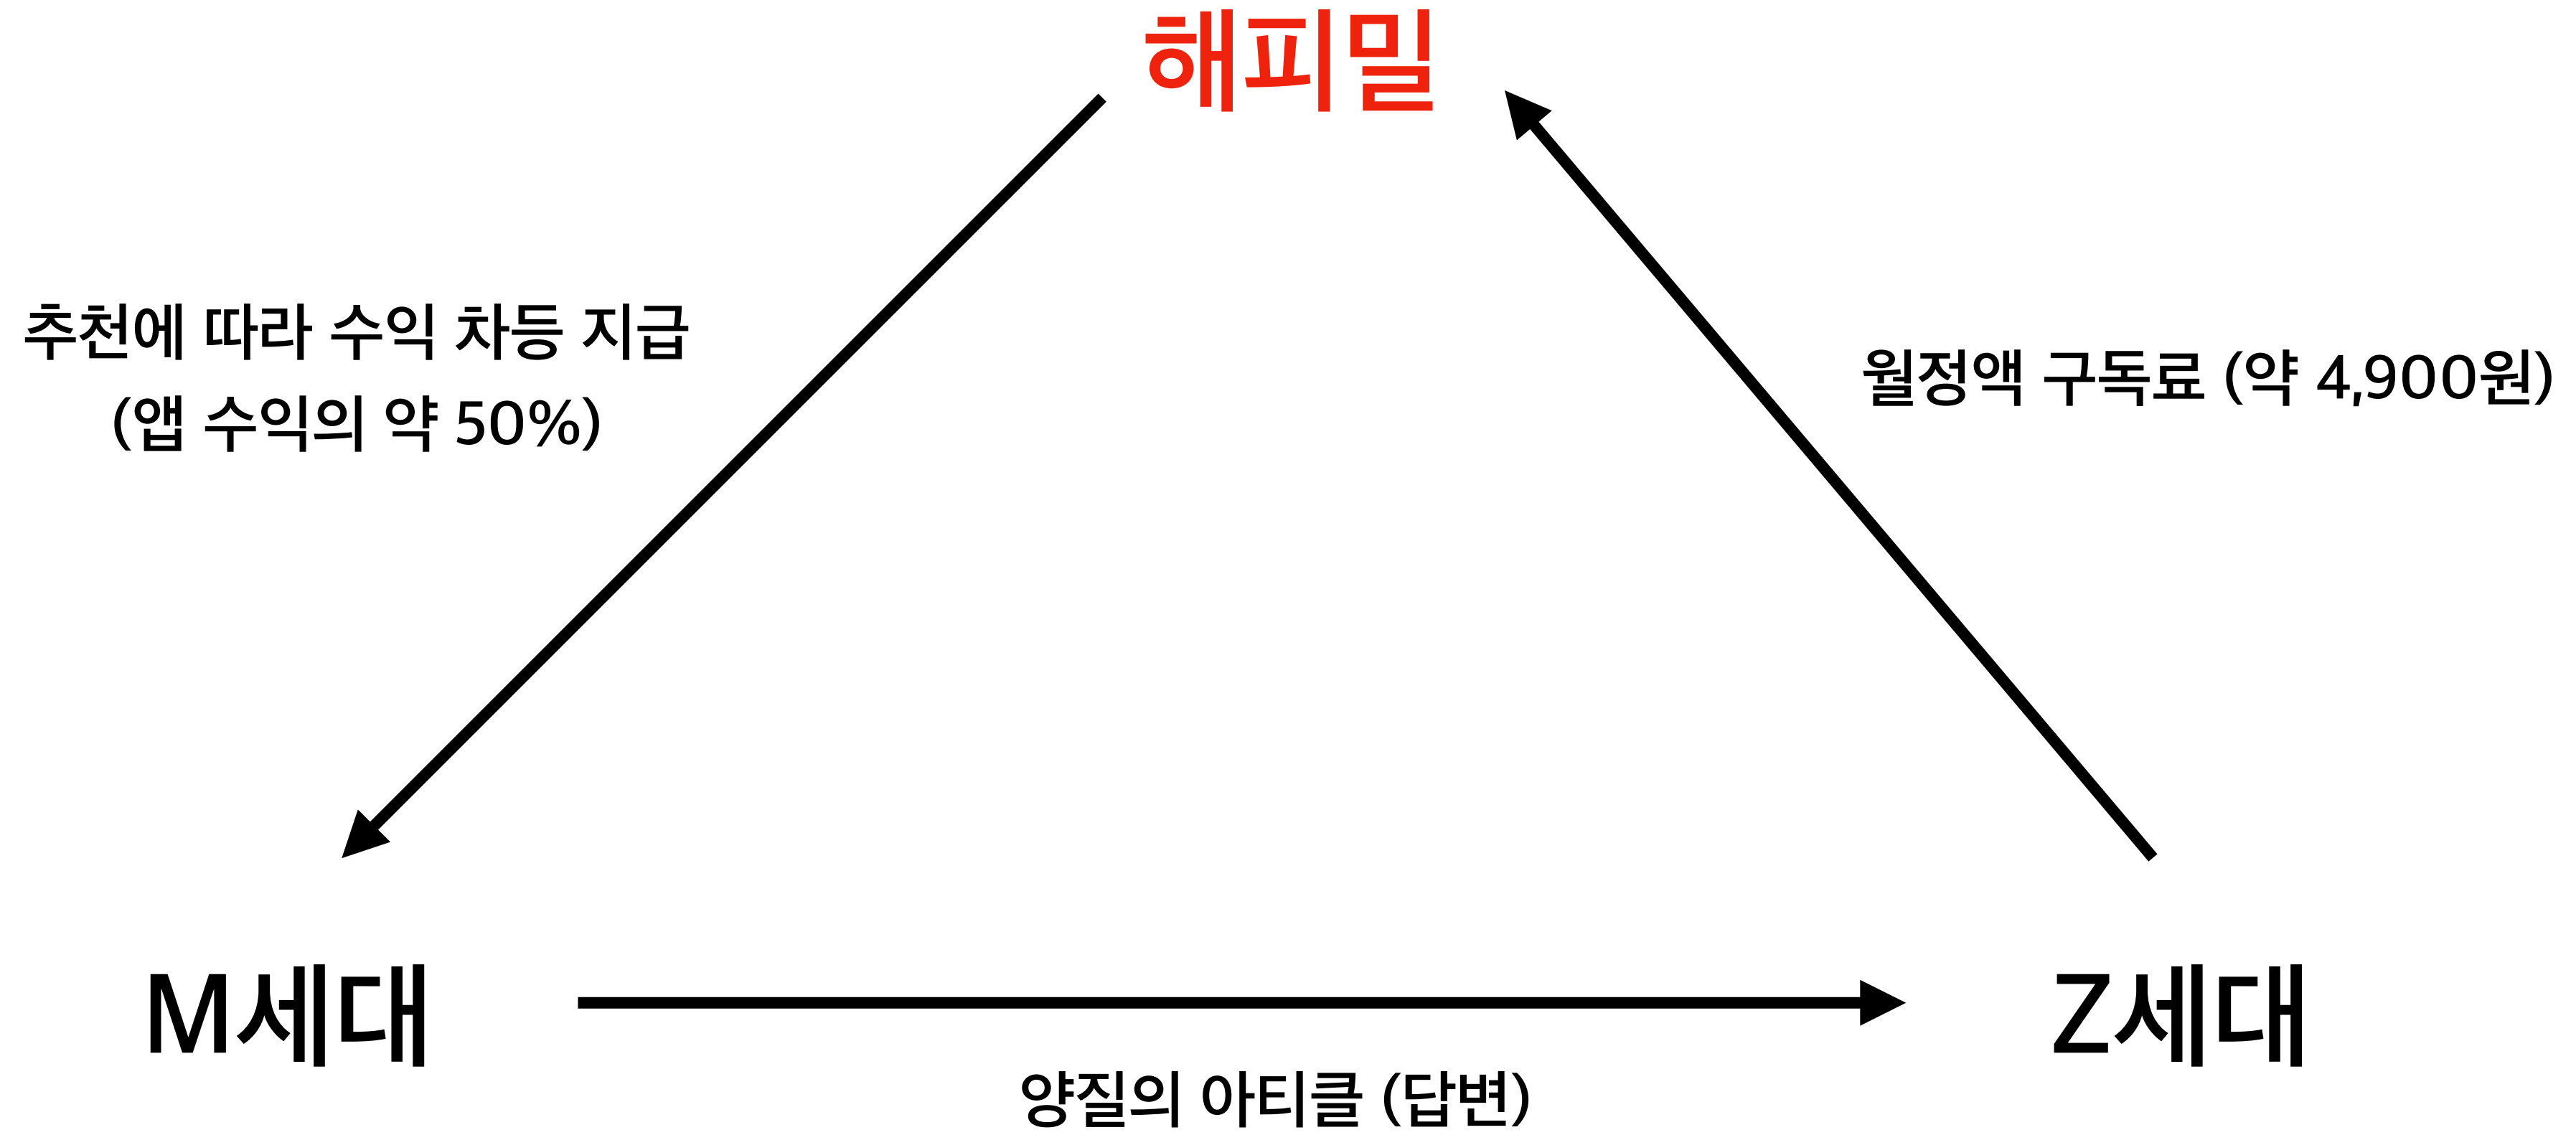 해피밀
추천에 따라 수익 차등 지급
(앱 수익의 약 50%)
월정액 구독료 (약 4,900원)
M세대
Z세대
양질의 아티클 (답변)